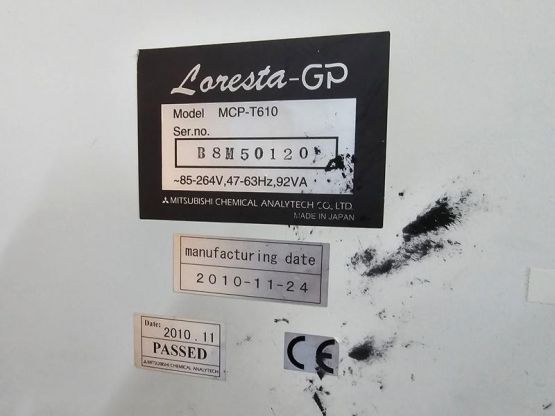 Loresta-GP
Model MCP-T610
Ser.no.
B8M50120
~85-264V,47-63Hz,92VA
MITSUBISHI CHEMICAL ANALYTECH CO., LTD.
MADE IN JAPAN
manufacturing date
2010-11-24
Date:
2010.11
PASSED
MITSUBISHI CHEMICAL ANALYTECH
CE